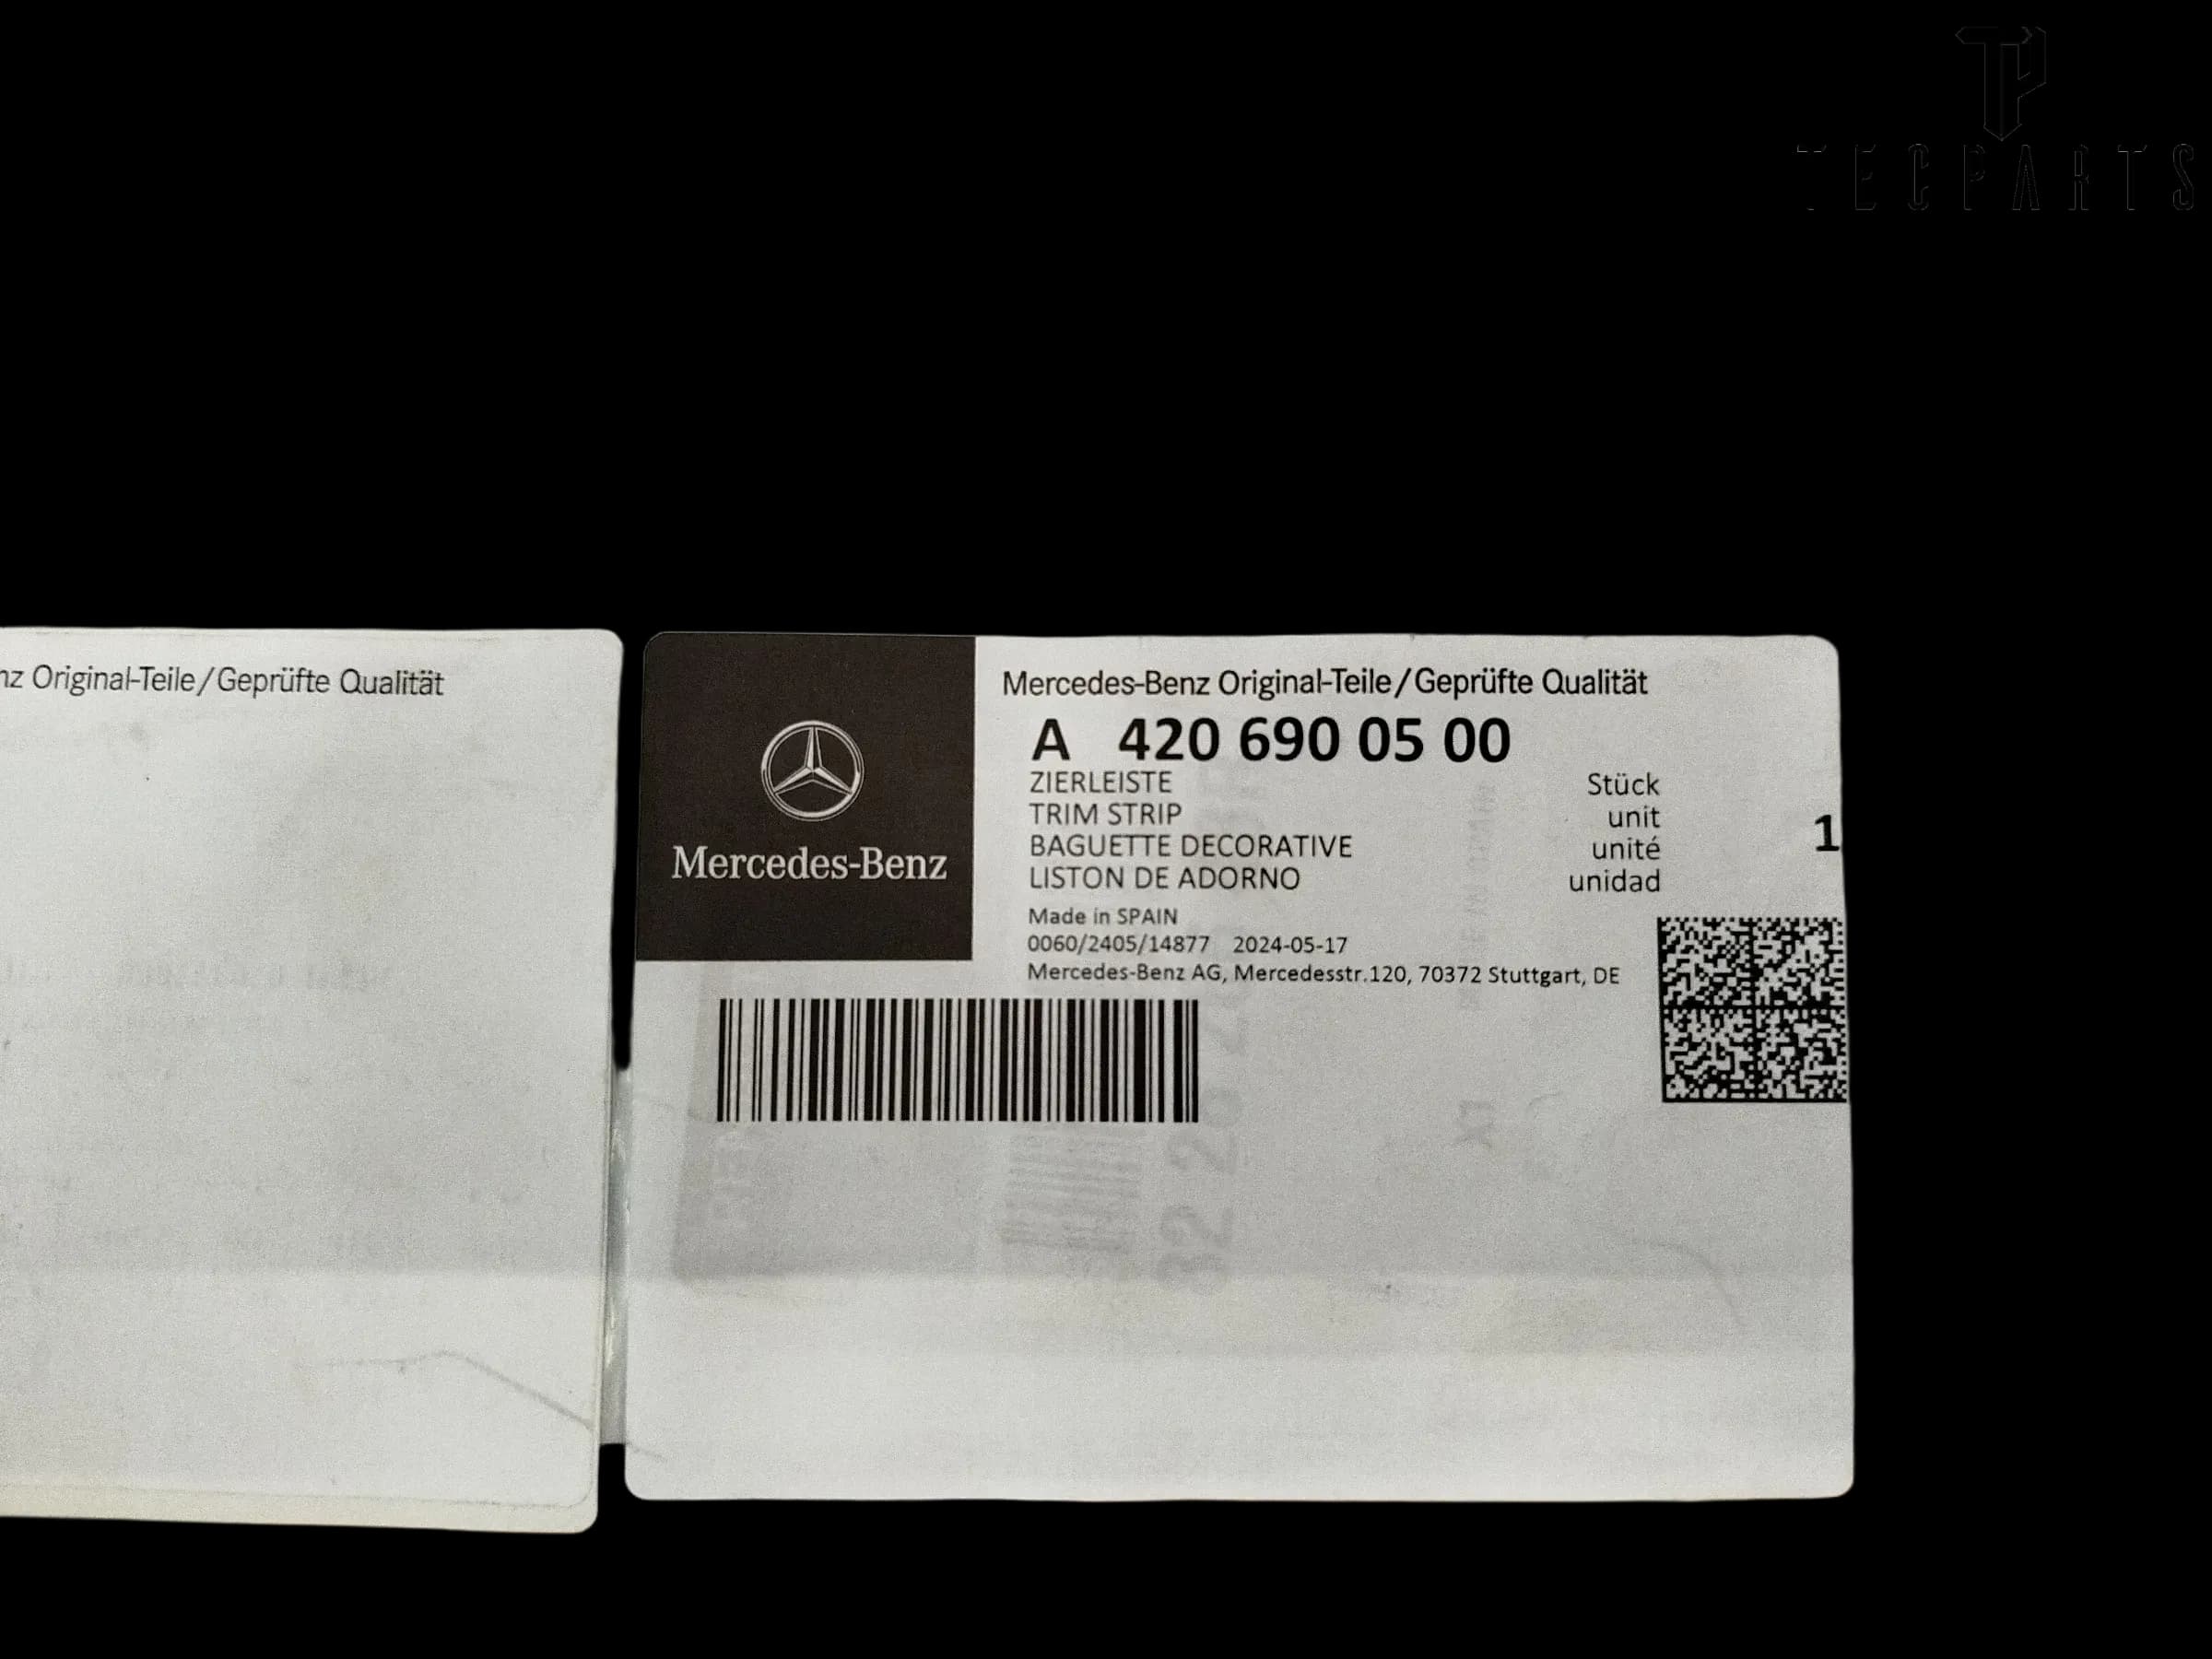 TP
TECPARTS
nz Original-Teile/Geprüfte Qualität
Mercedes-Benz
Mercedes-Benz Original-Teile/Geprüfte Qualität
A 420 690 05 00
ZIERLEISTE Stück
TRIM STRIP unit
BAGUETTE DECORATIVE unité 1
LISTON DE ADORNO unidad
Made in SPAIN
0060/2405/14877 2024-05-17
Mercedes-Benz AG, Mercedesstr.120, 70372 Stuttgart, DE